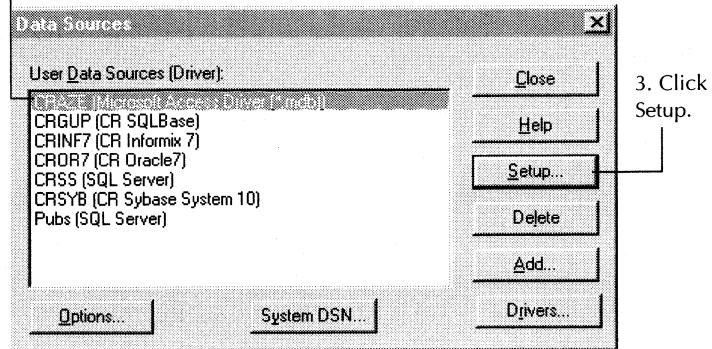 Data Sources
User Data Sources (Driver):
CRAZE (Microsoft Access Driver (*.mdb))
CRGUP (CR SQLBase)
CRINF7 (CR Informix 7)
CROR7 (CR Oracle7)
CRSS (SQL Server)
CRSYB (CR Sybase System 10)
Pubs (SQL Server)
Close
Help
Setup...
Delete
Add...
Drivers...
Options...
System DSN...
3. Click
Setup.